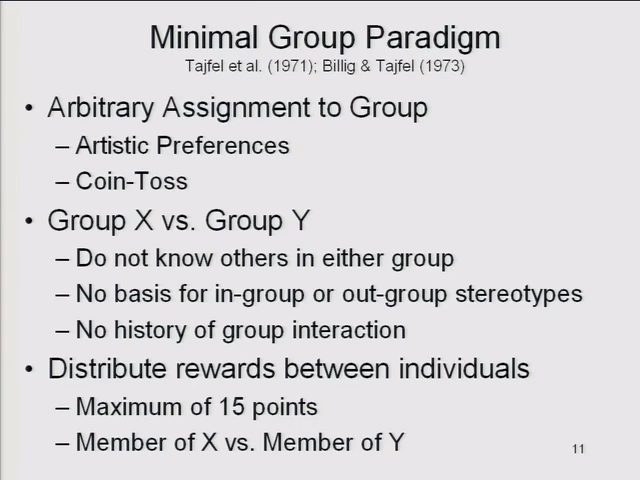 Minimal Group Paradigm
Tajfel et al. (1971); Billig & Tajfel (1973)
• Arbitrary Assignment to Group
– Artistic Preferences
– Coin-Toss
• Group X vs. Group Y
– Do not know others in either group
– No basis for in-group or out-group stereotypes
– No history of group interaction
• Distribute rewards between individuals
– Maximum of 15 points
– Member of X vs. Member of Y
11